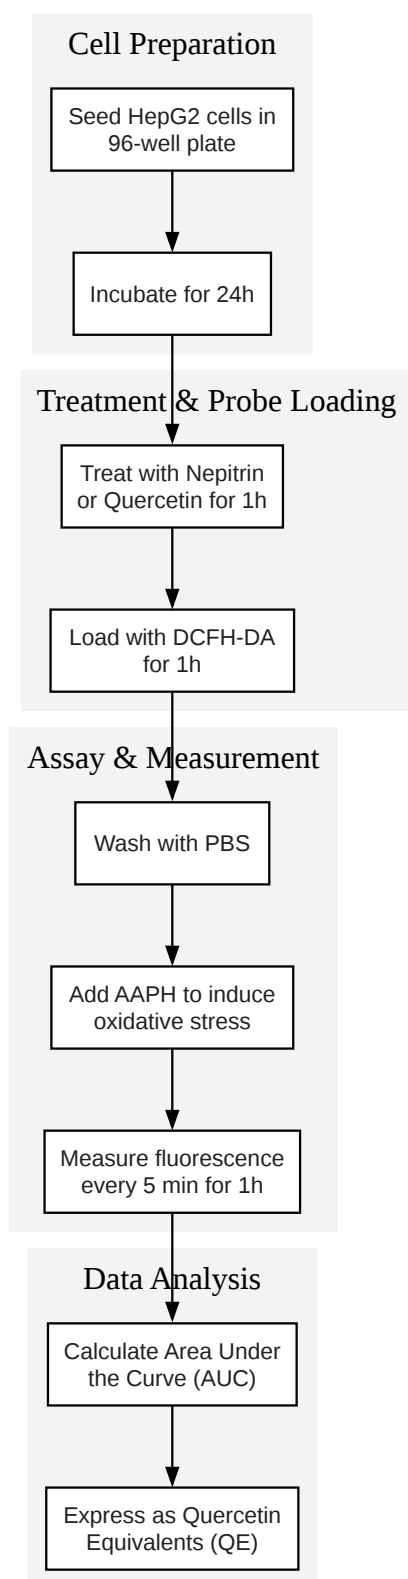 Cell Preparation
Seed HepG2 cells in
96-well plate
Incubate for 24h
Treatment & Probe Loading
Treat with Nepitrin
or Quercetin for 1h
Load with DCFH-DA
for 1h
Assay & Measurement
Wash with PBS
Add AAPH to induce
oxidative stress
Measure fluorescence
every 5 min for 1h
Data Analysis
Calculate Area Under
the Curve (AUC)
Express as Quercetin
Equivalents (QE)